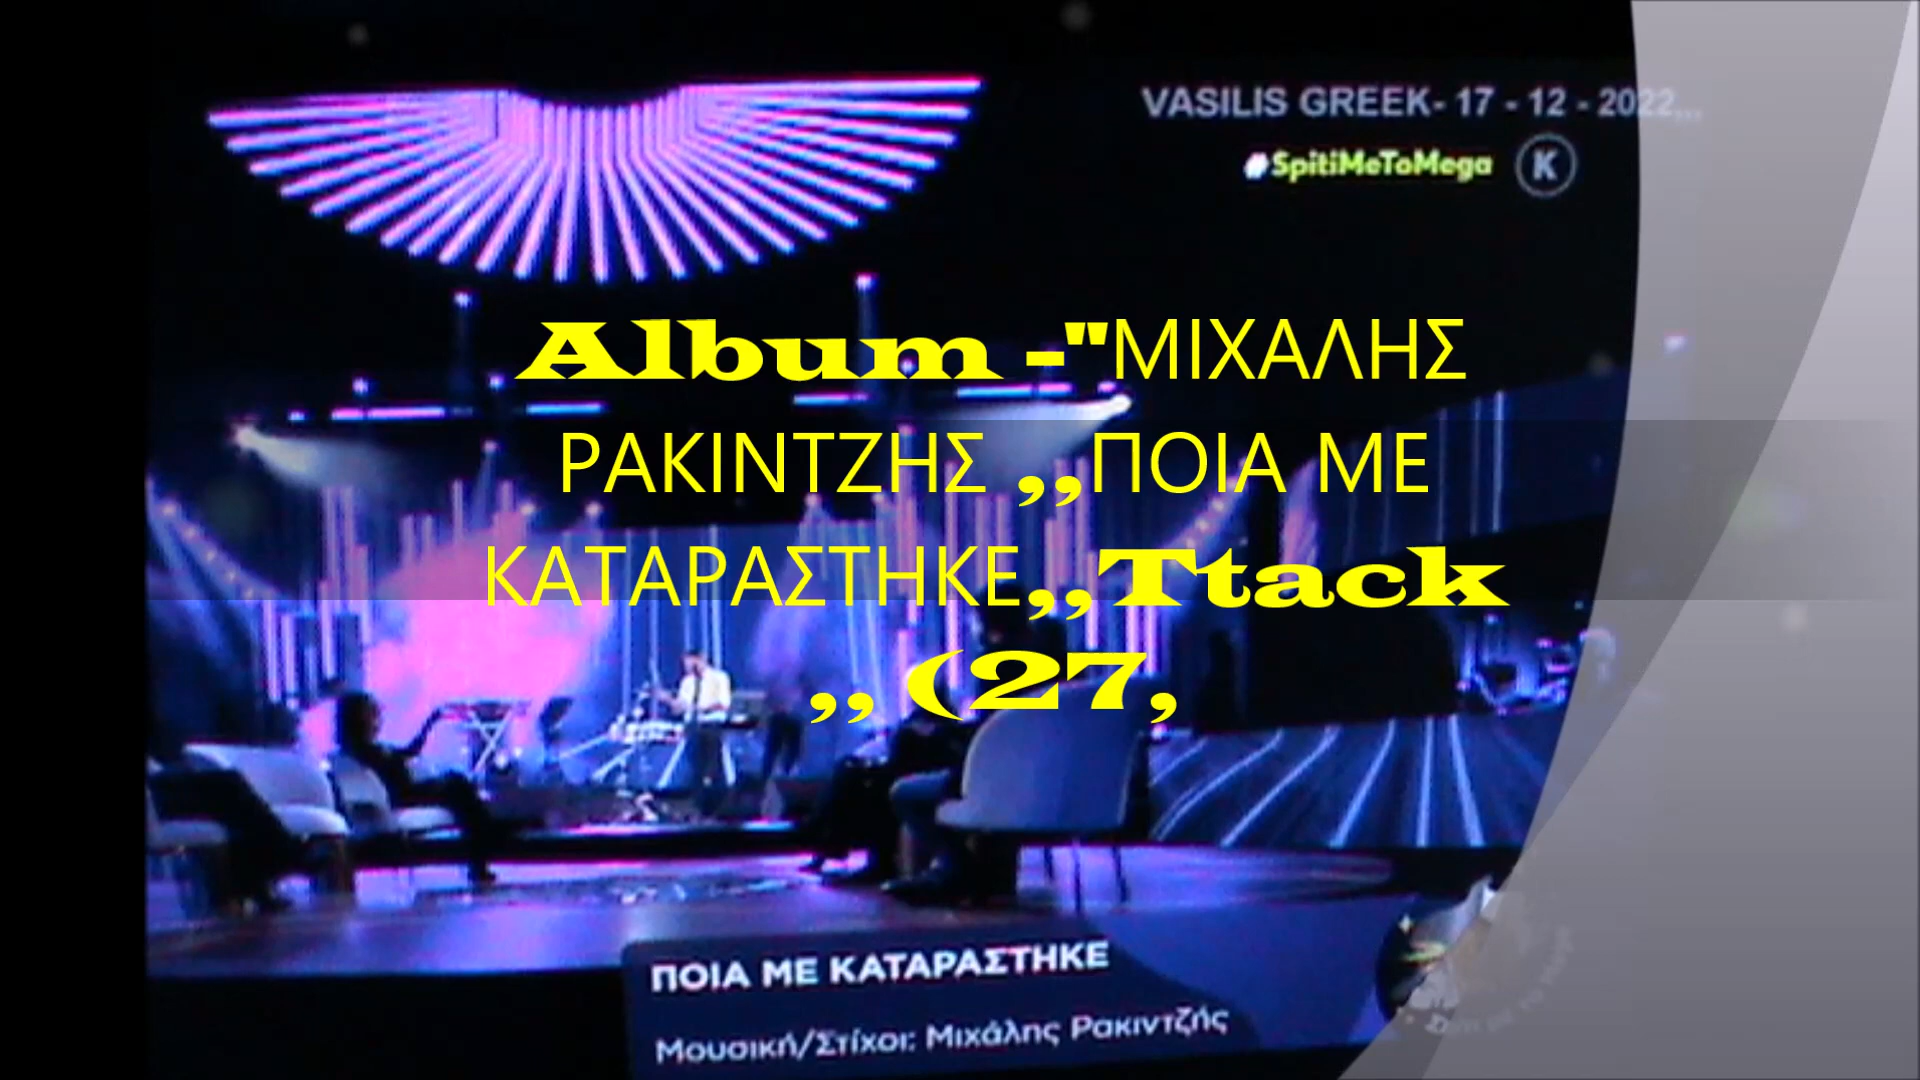 VASILIS GREEK- 17 - 12 - 2022...
#SpitiMeToMega K
Album -"ΜΙΧΑΛΗΣ
ΡΑΚΙΝΤΖΗΣ ,,ΠΟΙΑ ΜΕ
ΚΑΤΑΡΑΣΤΗΚΕ,,Ttack
,, (27,
ΠΟΙΑ ΜΕ ΚΑΤΑΡΑΣΤΗΚΕ
Μουσική/Στίχοι: Μιχάλης Ρακιντζής